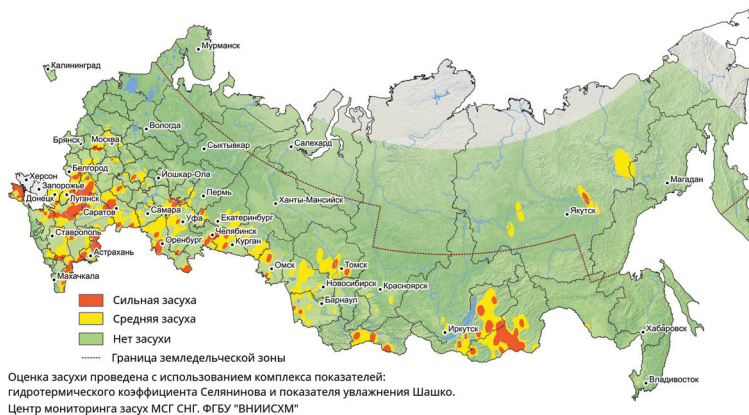 Мурманск
Калининград
Вологда
Брянск
Москва
Сыктывкар
Салехард
Магадан
Белгород
Херсон
Йошкар-Ола
Запорожье
Пермь
Донецк
Луганск
Ханты-Мансийск
Якутск
Саратов
Самара
Уфа
Екатеринбург
Ставрополь
Челябинск
Оренбург
Курган
Астрахань
Омск
Томск
Махачкала
Новосибирск
Красноярск
Барнаул
Иркутск
Хабаровск
Владивосток
Сильная засуха
Средняя засуха
Нет засухи
Граница земледельческой зоны
Оценка засухи проведена с использованием комплекса показателей:
гидротермического коэффициента Селянинова и показателя увлажнения Шашко.
Центр мониторинга засух МСГ СНГ. ФГБУ "ВНИИСХМ"